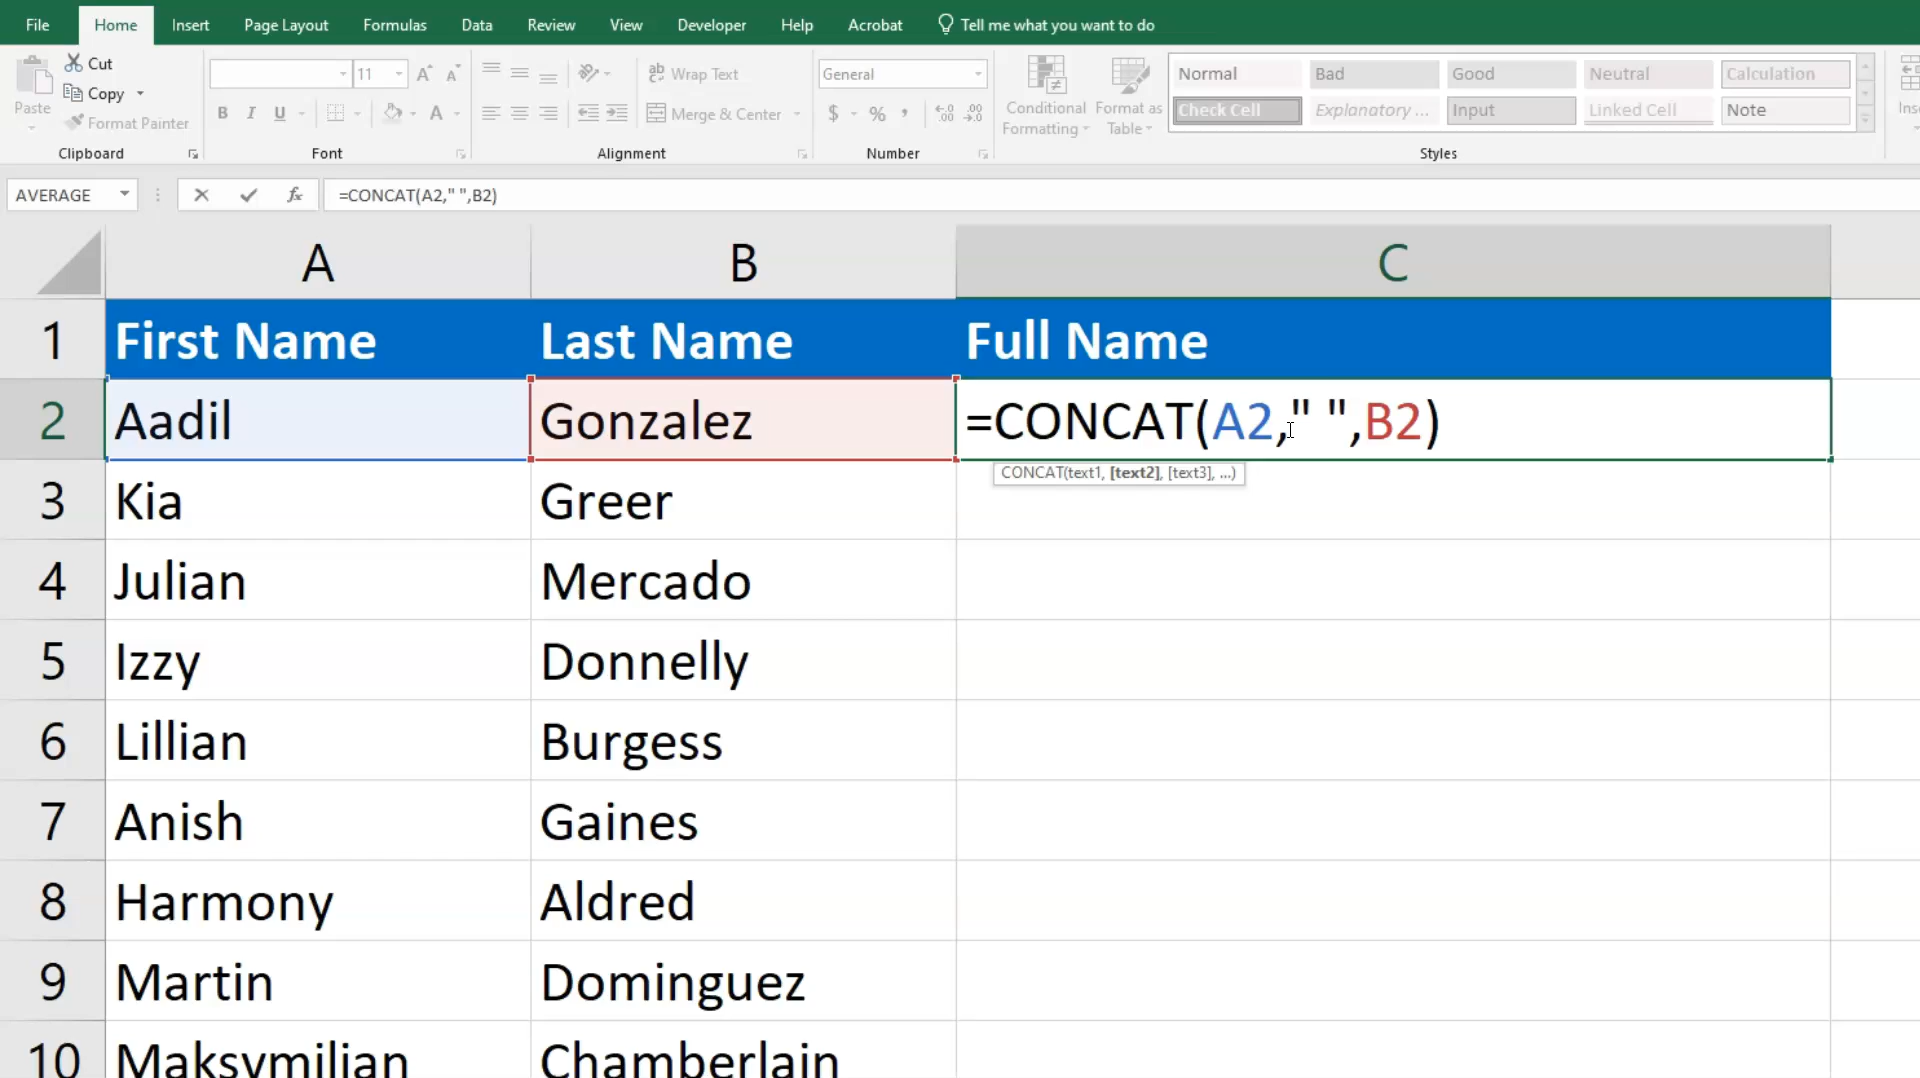 File Home Insert Page Layout Formulas Data Review View Developer Help Acrobat Tell me what you want to do
Cut
Copy
Format Painter
Paste
Clipboard
11
B I U
Font
Wrap Text
Merge & Center
Alignment
General
$ % ,
Number
Conditional
Formatting
Format as
Table
Normal Bad Good Neutral Calculation
Check Cell Explanatory ... Input Linked Cell Note
Styles
Ins
AVERAGE fx =CONCAT(A2," ",B2)
A B C
1 First Name Last Name Full Name
2 Aadil Gonzalez =CONCAT(A2," ",B2)
CONCAT(text1, [text2], [text3], ...)
3 Kia Greer
4 Julian Mercado
5 Izzy Donnelly
6 Lillian Burgess
7 Anish Gaines
8 Harmony Aldred
9 Martin Dominguez
10 Maksymilian Chamberlain